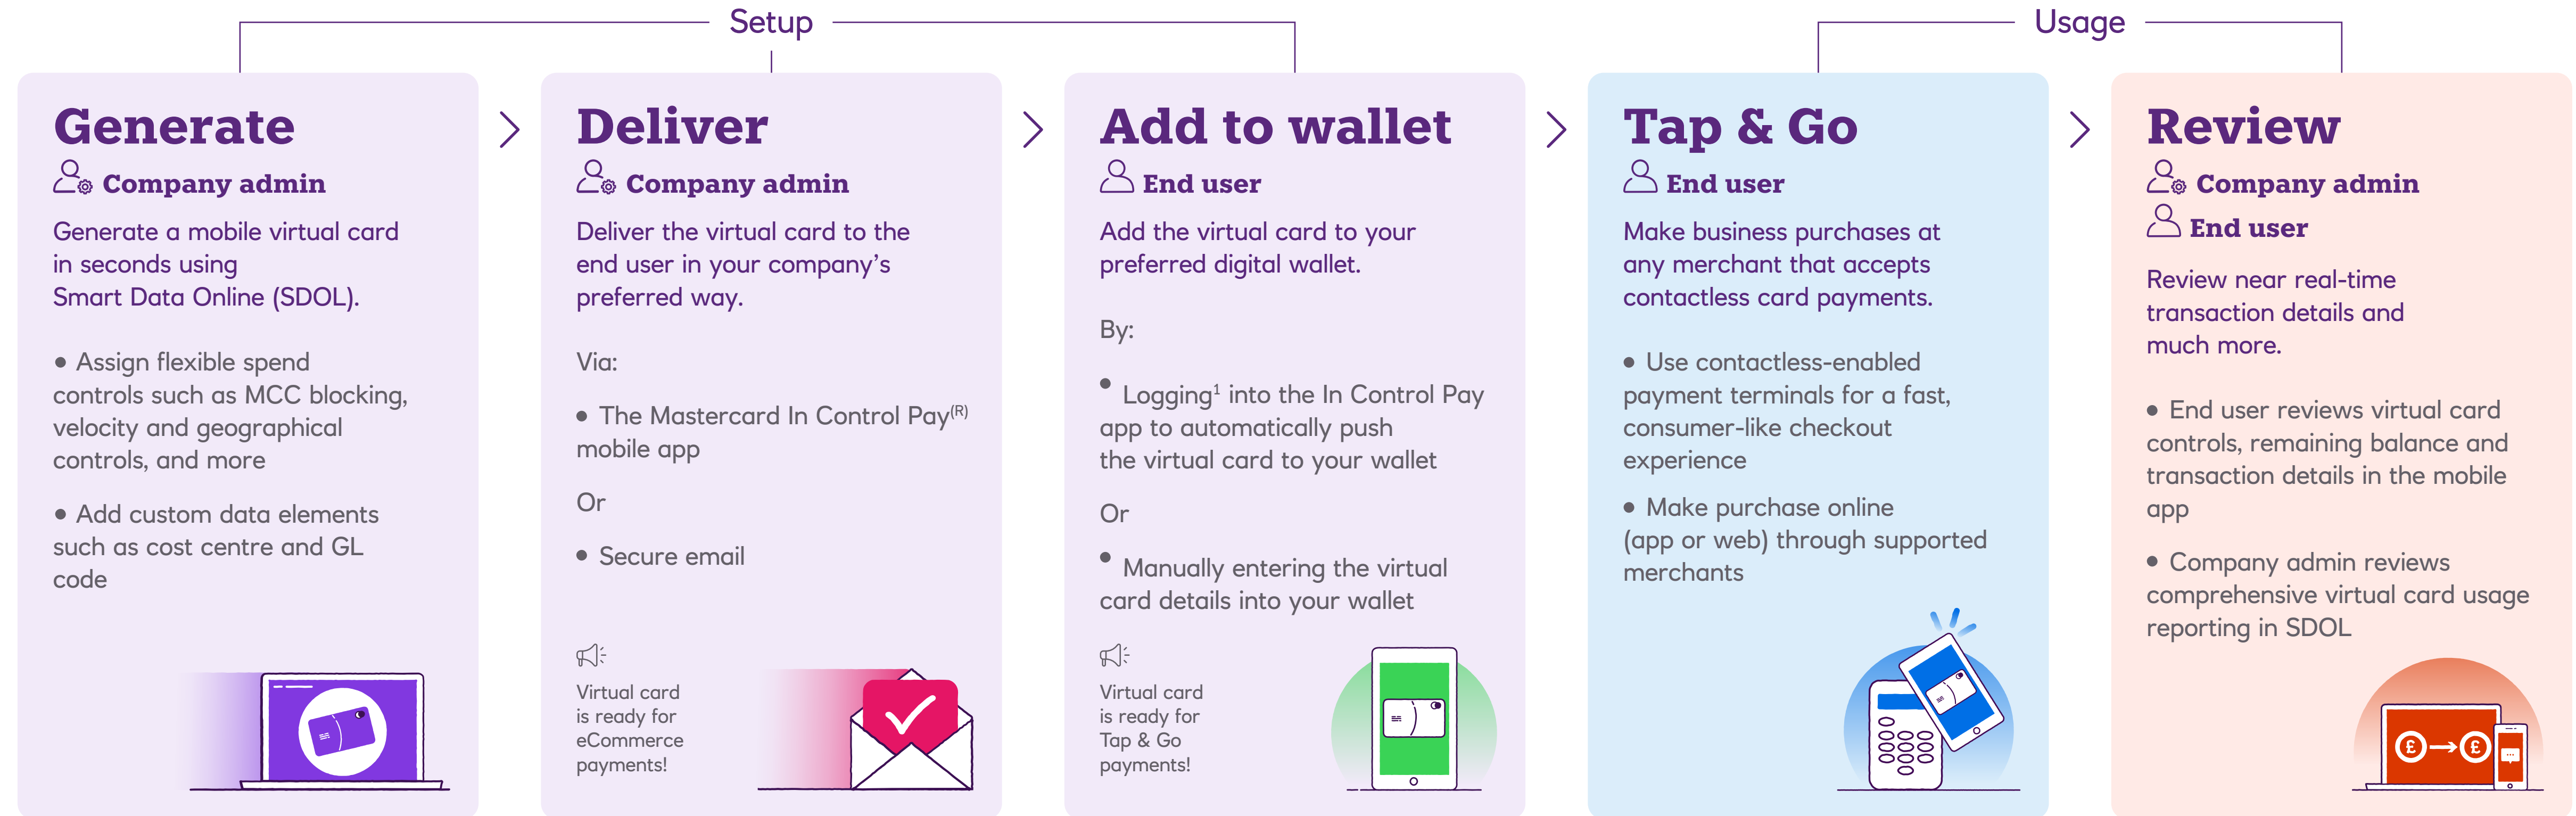 Setup
Usage
Generate
Company admin
Generate a mobile virtual card
in seconds using
Smart Data Online (SDOL).
• Assign flexible spend
controls such as MCC blocking,
velocity and geographical
controls, and more
• Add custom data elements
such as cost centre and GL
code
Deliver
Company admin
Deliver the virtual card to the
end user in your company’s
preferred way.
Via:
• The Mastercard In Control Pay(R)
mobile app
Or
• Secure email
Virtual card
is ready for
eCommerce
payments!
Add to wallet
End user
Add the virtual card to your
preferred digital wallet.
By:
• Logging¹ into the In Control Pay
app to automatically push
the virtual card to your wallet
Or
• Manually entering the virtual
card details into your wallet
Virtual card
is ready for
Tap & Go
payments!
Tap & Go
End user
Make business purchases at
any merchant that accepts
contactless card payments.
• Use contactless-enabled
payment terminals for a fast,
consumer-like checkout
experience
• Make purchase online
(app or web) through supported
merchants
Review
Company admin
End user
Review near real-time
transaction details and
much more.
• End user reviews virtual card
controls, remaining balance and
transaction details in the mobile
app
• Company admin reviews
comprehensive virtual card usage
reporting in SDOL
£ £